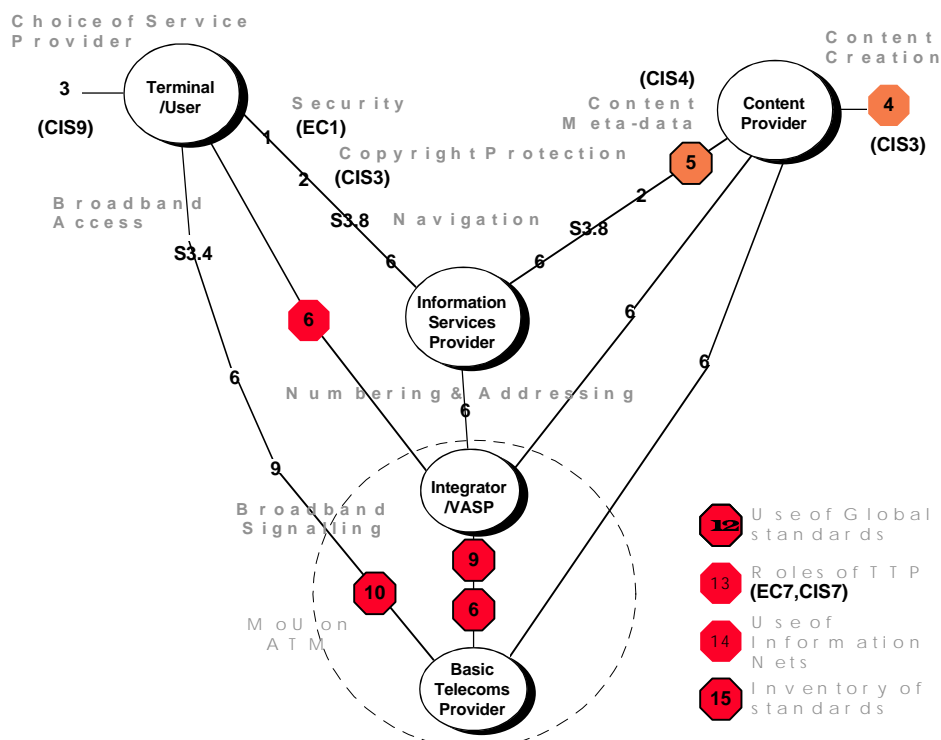 Choice of Service
Provider
Content
Creation
3
Terminal
/User
(CIS4)
Content
Provider
4
(CIS9)
Security
(EC1)
Content
Meta-data
(CIS3)
1
Copyright Protection
(CIS3)
5
2
2
Broadband
Access
S3.8
Navigation
S3.8
S3.4
6
6
Information
Services
Provider
6
6
6
6
Numbering & Addressing
6
9
Integrator
/VASP
Broadband
Signalling
12
Use of Global
standards
9
10
6
13
Roles of TTP
(EC7,CIS7)
MoU on
ATM
14
Use of
Information
Nets
Basic
Telecoms
Provider
15
Inventory of
standards